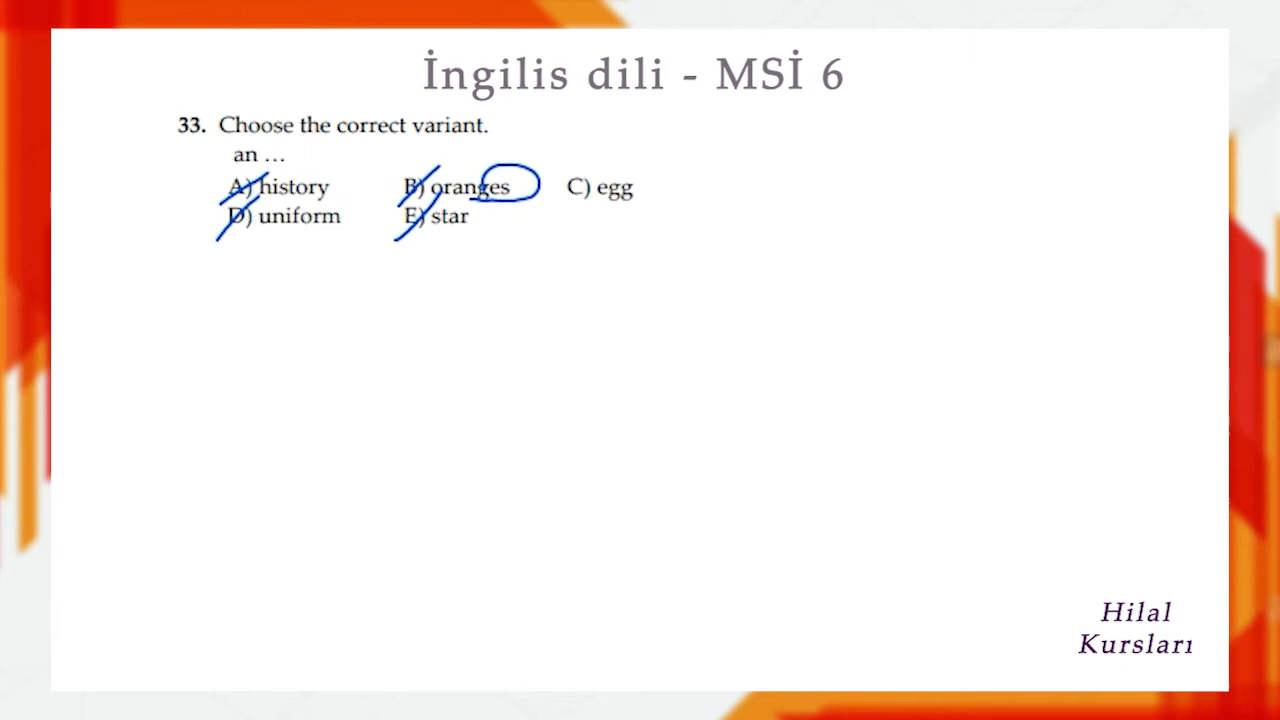 İngilis dili - MSİ 6
33. Choose the correct variant.
an ...
A) history B) oranges C) egg
D) uniform E) star
Hilal
Kursları